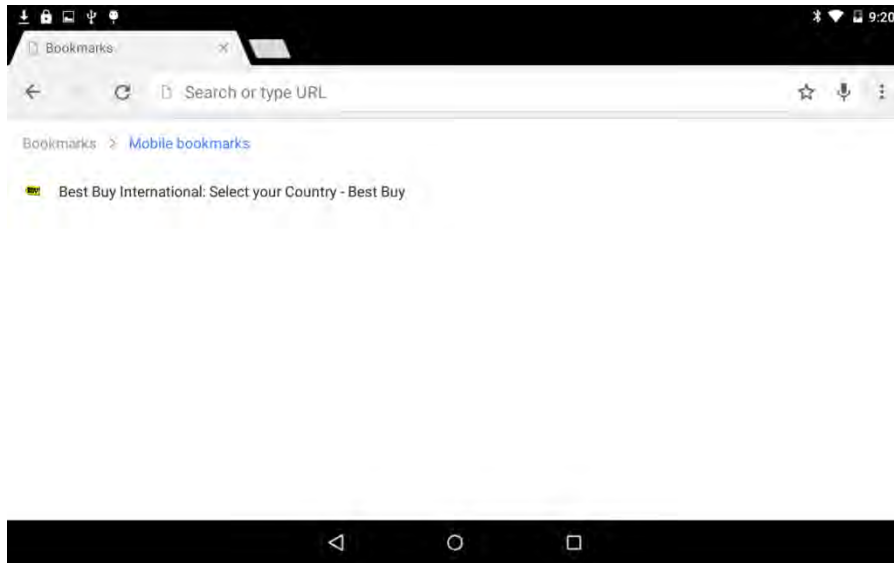 9:20
Bookmarks
Search or type URL
Bookmarks > Mobile bookmarks
Best Buy International: Select your Country - Best Buy